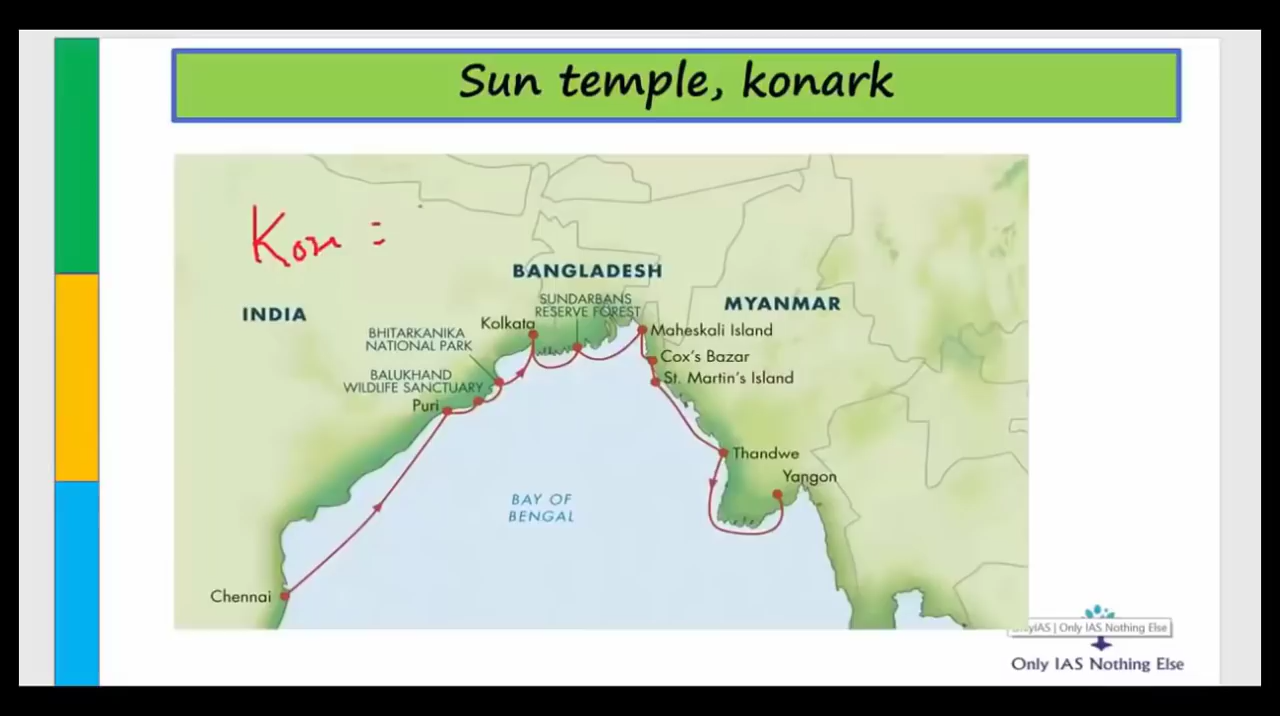 Sun temple, konark
Kon =
BANGLADESH
SUNDARBANS
RESERVE FOREST
MYANMAR
INDIA
Kolkata
Maheskali Island
BHITARKANIKA
NATIONAL PARK
Cox's Bazar
BALUKHAND
WILDLIFE SANCTUARY
St. Martin's Island
Puri
Thandwe
Yangon
BAY OF
BENGAL
Chennai
OnlyIAS | Only IAS Nothing Else
Only IAS Nothing Else